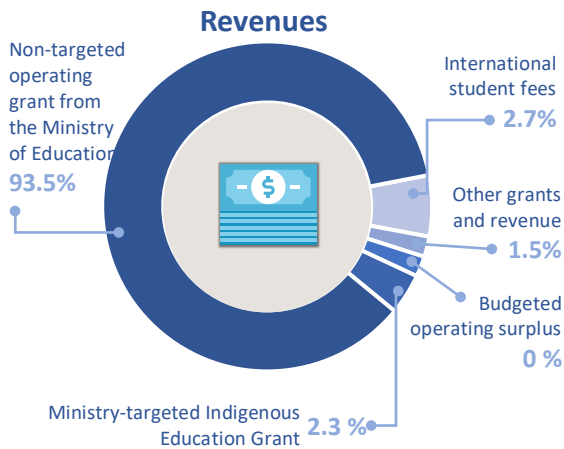 Revenues
Non-targeted
operating
grant from
the Ministry
of Education
93.5%
International
student fees
2.7%
Other grants
and revenue
1.5%
Budgeted
operating surplus
0 %
Ministry-targeted Indigenous
Education Grant
2.3 %
$